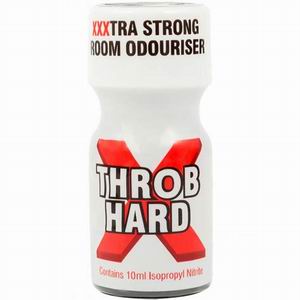 XXXTRA STRONG
ROOM ODOURISER
THROB
HARD
Contains 10ml Isopropyl Nitrite